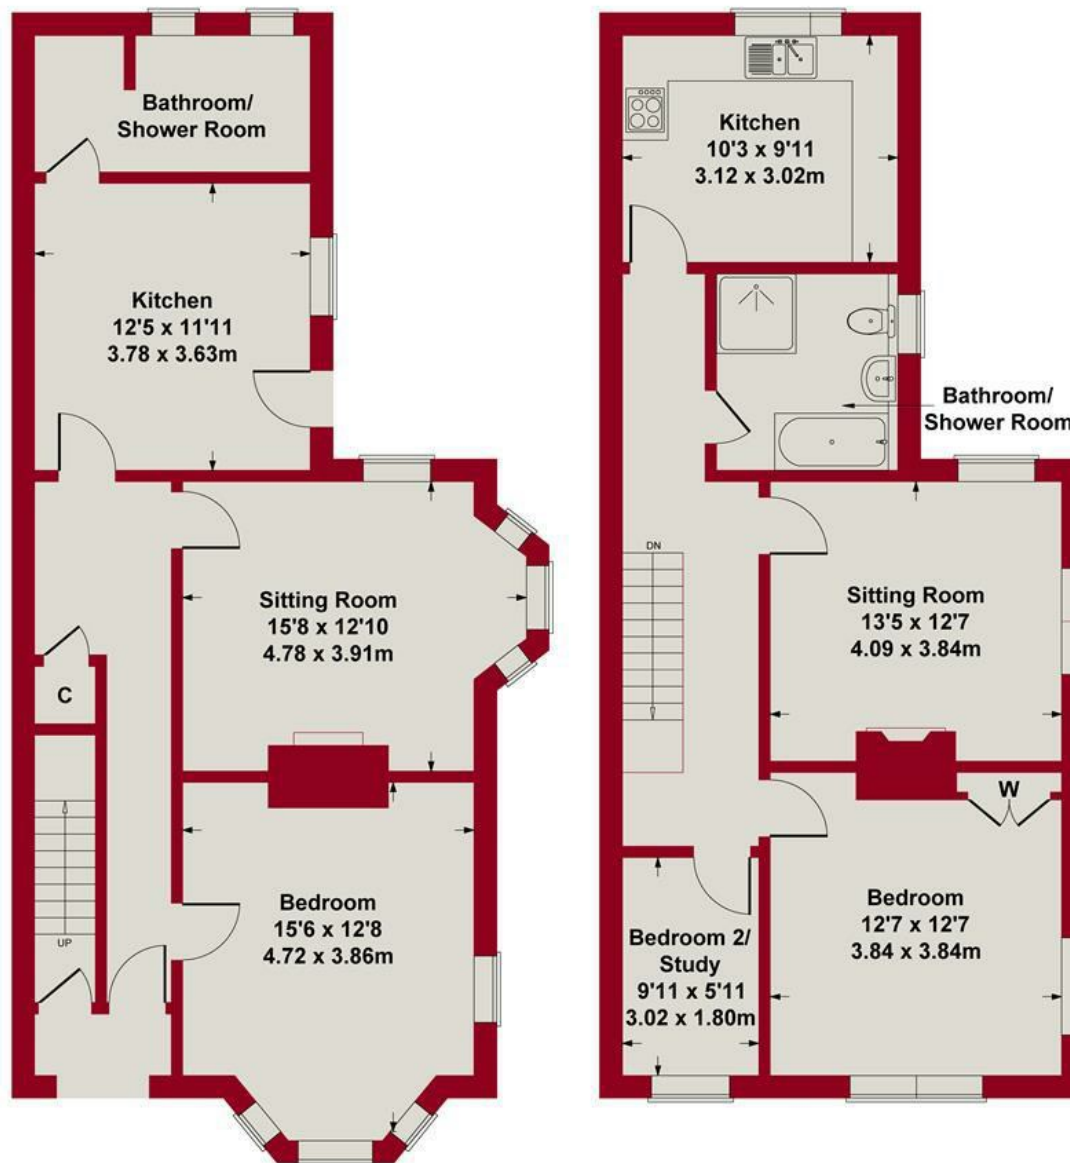 Bathroom/
Shower Room
Kitchen
12'5 x 11'11
3.78 x 3.63m
Sitting Room
15'8 x 12'10
4.78 x 3.91m
C
UP
Bedroom
15'6 x 12'8
4.72 x 3.86m
Kitchen
10'3 x 9'11
3.12 x 3.02m
Bathroom/
Shower Room
DN
Sitting Room
13'5 x 12'7
4.09 x 3.84m
W
Bedroom
12'7 x 12'7
3.84 x 3.84m
Bedroom 2/
Study
9'11 x 5'11
3.02 x 1.80m